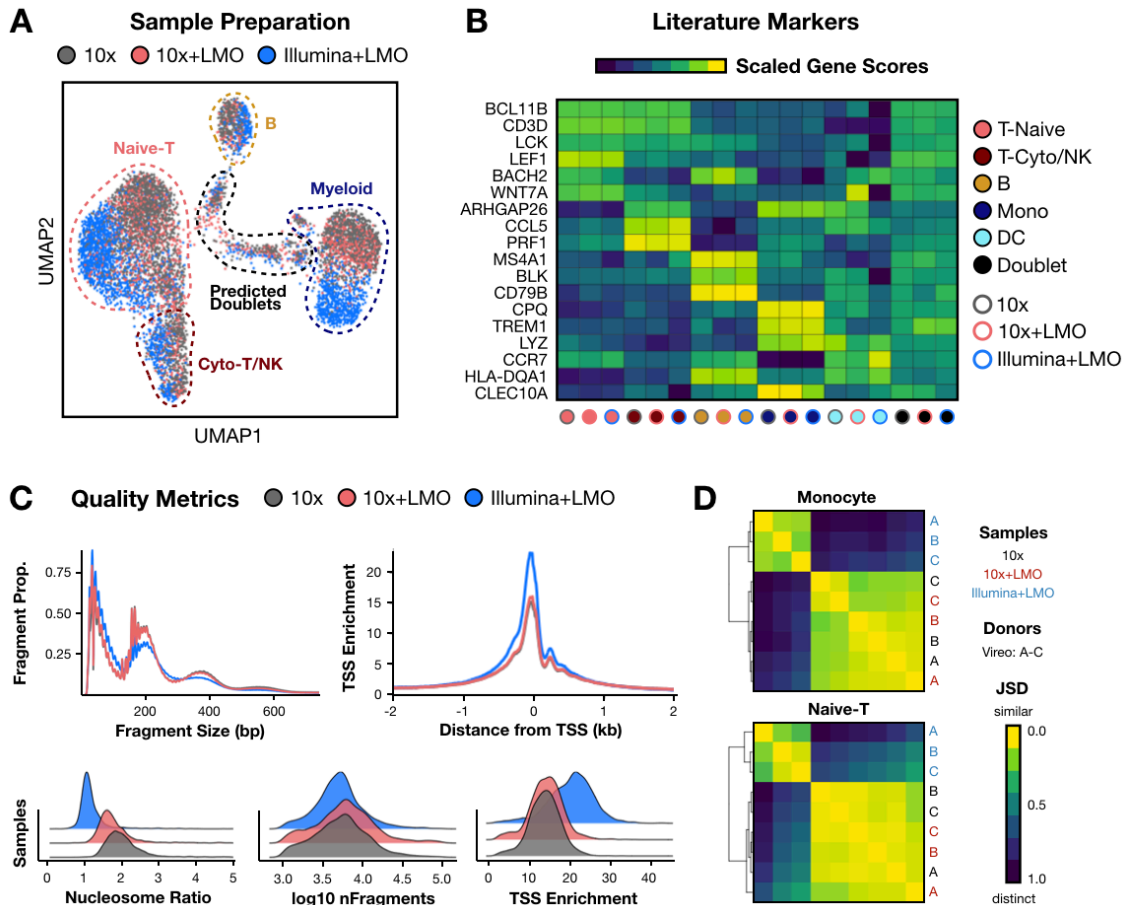 A
Sample Preparation
10x 10x+LMO Illumina+LMO
B
Naive-T
Myeloid
Predicted
Doublets
Cyto-T/NK
UMAP2
UMAP1
B
Literature Markers
Scaled Gene Scores
BCL11B
CD3D
LCK
LEF1
BACH2
WNT7A
ARHGAP26
CCL5
PRF1
MS4A1
BLK
CD79B
CPQ
TREM1
LYZ
CCR7
HLA-DQA1
CLEC10A
T-Naive
T-Cyto/NK
B
Mono
DC
Doublet
10x
10x+LMO
Illumina+LMO
C
Quality Metrics
10x 10x+LMO Illumina+LMO
Fragment Prop.
0.75
0.50
0.25
200 400 600
Fragment Size (bp)
TSS Enrichment
20
15
10
5
0
-2 -1 0 1 2
Distance from TSS (kb)
Samples
0 1 2 3 4 5
Nucleosome Ratio
3.0 3.5 4.0 4.5 5.0
log10 nFragments
0 10 20 30 40
TSS Enrichment
D
Monocyte
A
B
C
C
C
B
B
A
A
Naive-T
A
B
C
B
C
C
B
A
A
Samples
10x
10x+LMO
Illumina+LMO
Donors
Vireo: A-C
JSD
similar
0.0
0.5
1.0
distinct